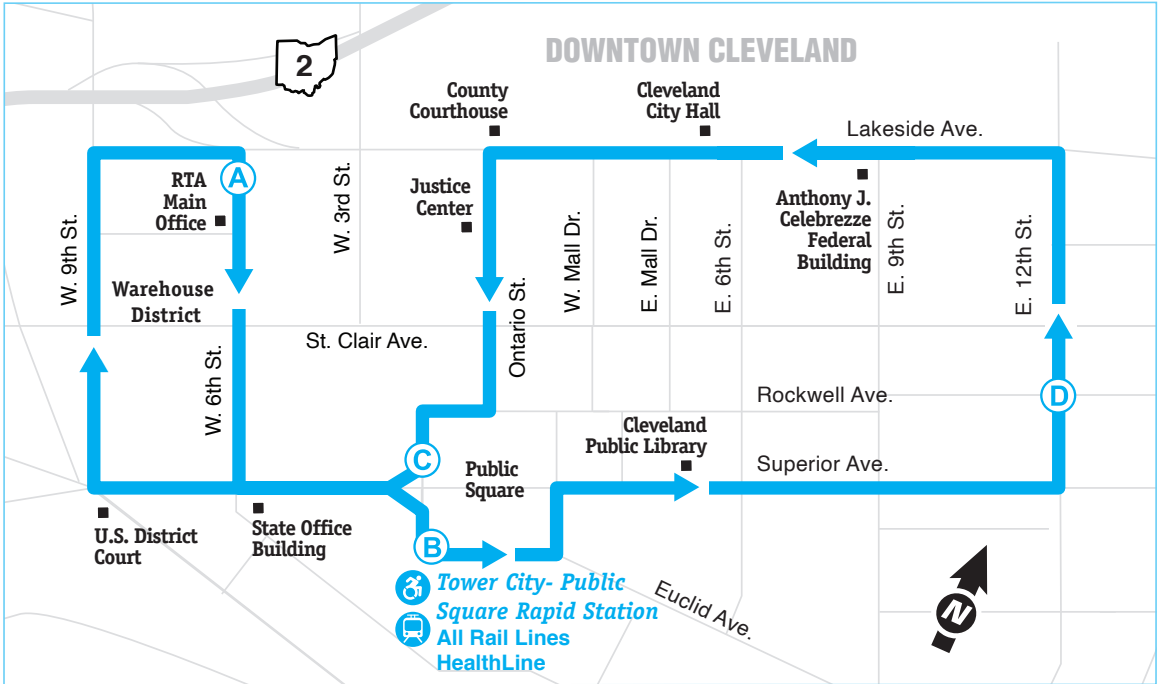 DOWNTOWN CLEVELAND
2
County
Courthouse
Cleveland
City Hall
Lakeside Ave.
A
RTA
Main
Office
W. 3rd St.
Justice
Center
Anthony J.
Celebrezze
Federal
Building
W. 9th St.
W. Mall Dr.
E. Mall Dr.
E. 6th St.
E. 9th St.
E. 12th St.
Warehouse
District
St. Clair Ave.
Ontario St.
W. 6th St.
Rockwell Ave.
D
Cleveland
Public Library
C
Public
Square
Superior Ave.
U.S. District
Court
State Office
Building
B
Tower City- Public
Square Rapid Station
All Rail Lines
HealthLine
Euclid Ave.
N